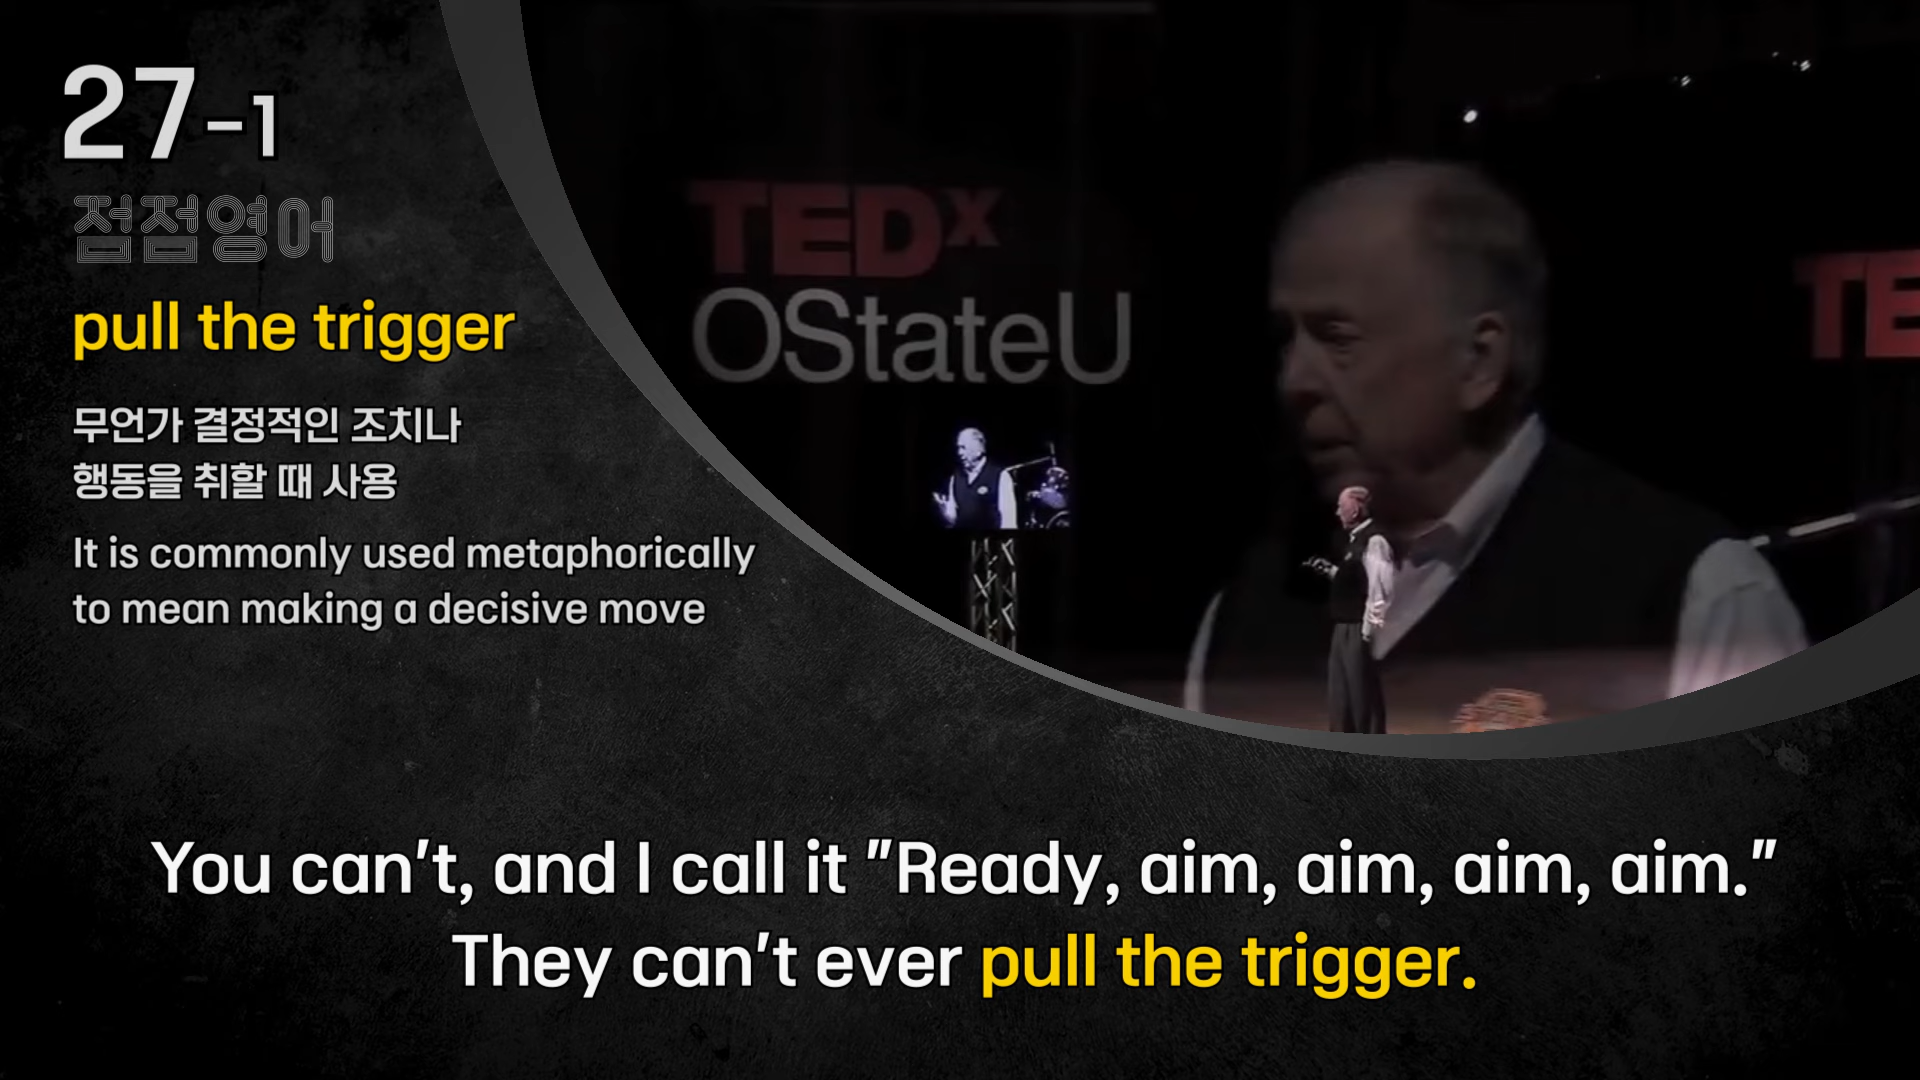 27-1
점점영어
pull the trigger
무언가 결정적인 조치나
행동을 취할 때 사용
It is commonly used metaphorically
to mean making a decisive move
TEDx
OStateU
TE
You can't, and I call it "Ready, aim, aim, aim, aim."
They can't ever pull the trigger.